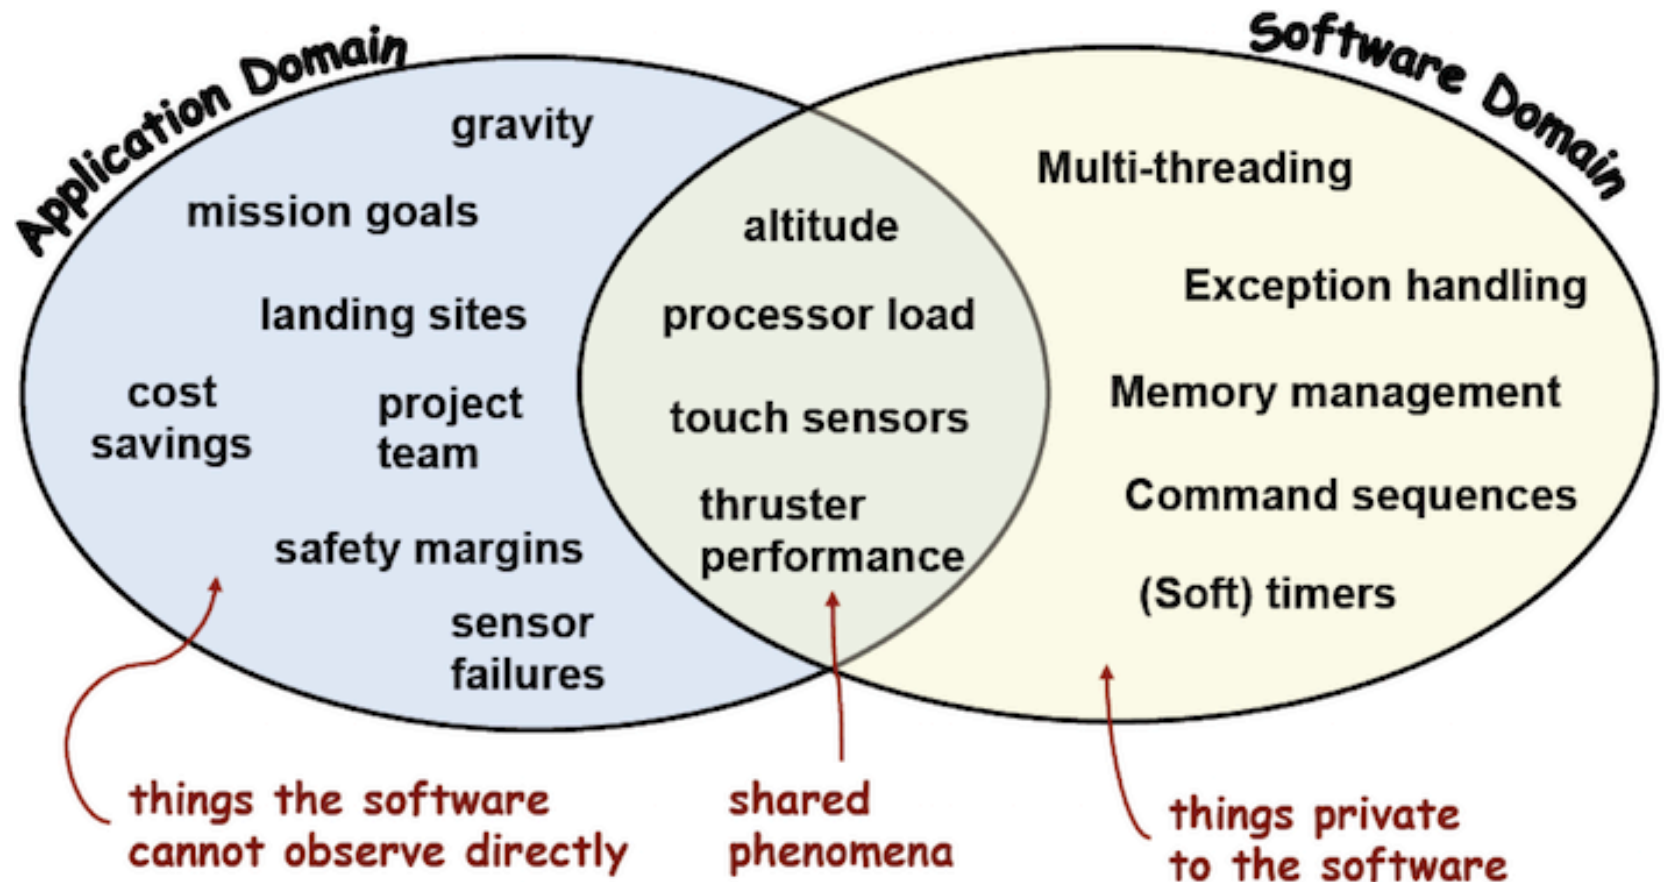 Application Domain
Software Domain
gravity
mission goals
landing sites
cost
savings
project
team
safety margins
sensor
failures
altitude
processor load
touch sensors
thruster
performance
Multi-threading
Exception handling
Memory management
Command sequences
(Soft) timers
things the software
cannot observe directly
shared
phenomena
things private
to the software